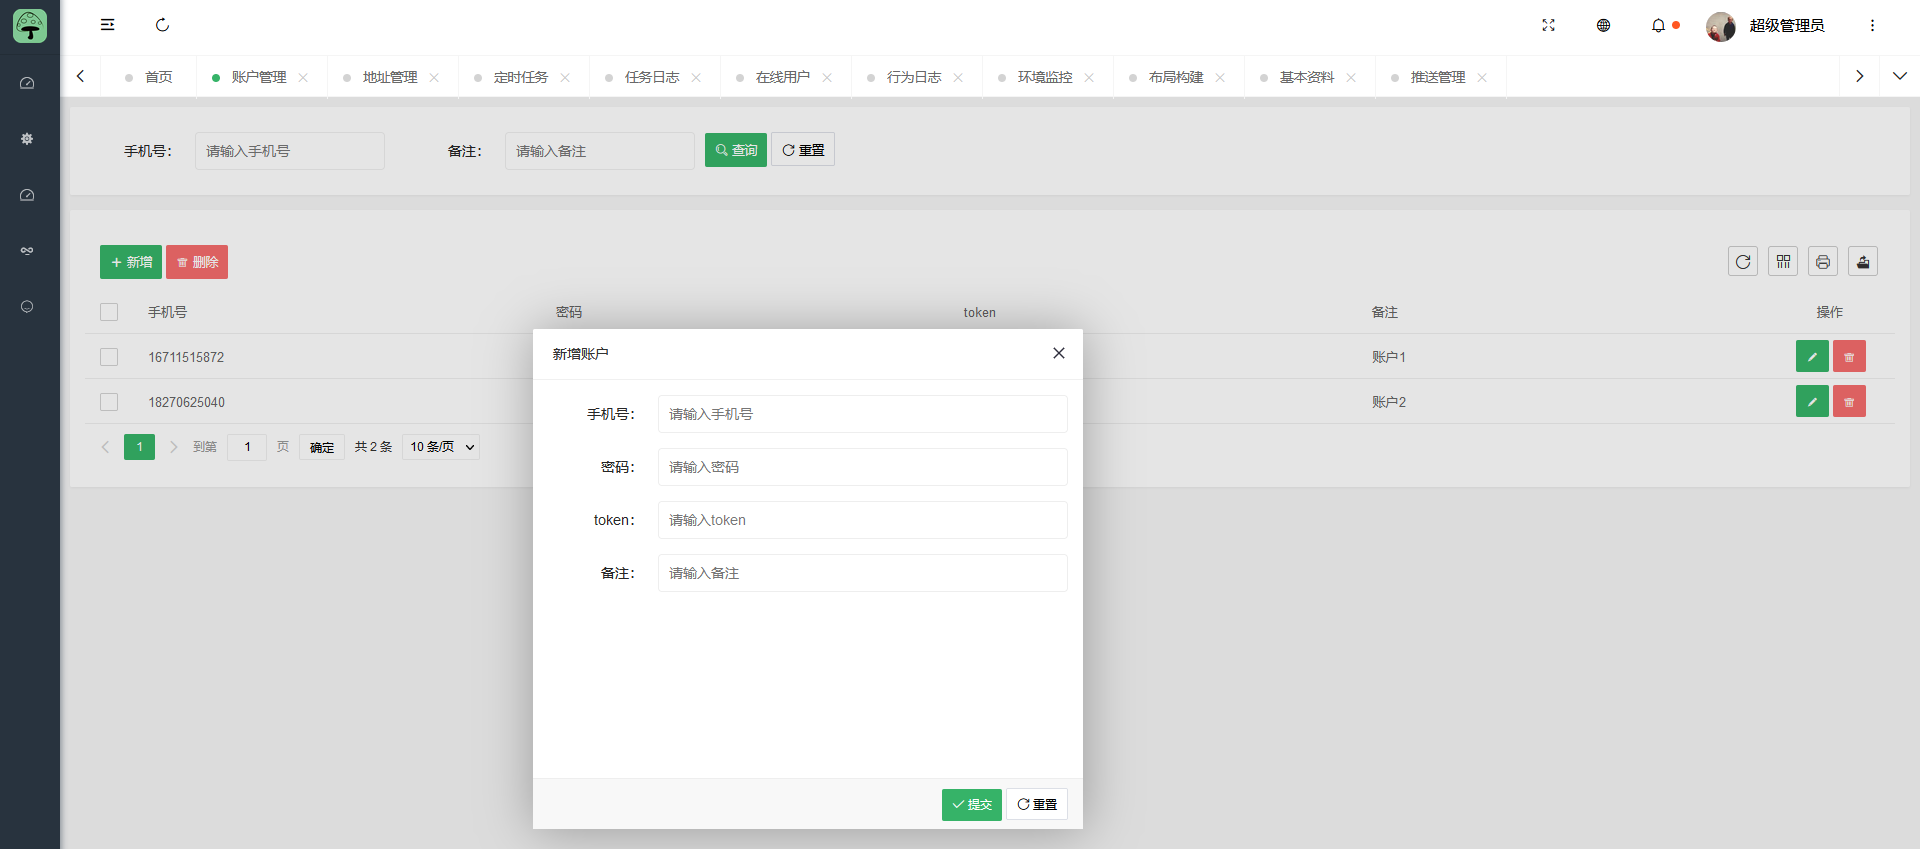 超级管理员
首页 账户管理 地址管理 定时任务 任务日志 在线用户 行为日志 环境监控 布局构建 基本资料 推送管理
手机号： 请输入手机号 备注： 请输入备注 查询 重置
新增 删除
手机号 密码 token 备注 操作
16711515872 账户1
18270625040 账户2
1 到第 1 页 确定 共 2 条 10 条/页
新增账户
手机号： 请输入手机号
密码： 请输入密码
token： 请输入token
备注： 请输入备注
提交 重置